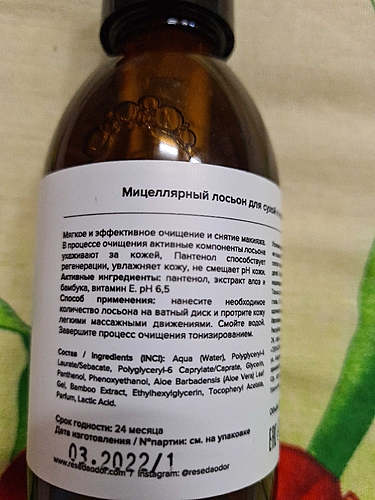 Мицеллярный лосьон для сухой
Мягкое и эффективное очищение и снятие макияжа.
В процессе очищения активные компоненты лосьона
ухаживают за кожей, Пантенол способствует
регенерации, увлажняет кожу, не смещает pH кожи.
Активные ингредиенты: пантенол, экстракт алоэ и
бамбука, витамин Е. pH 6,5
Способ применения: нанесите необходимое
количество лосьона на ватный диск и протрите кожу
легкими массажными движениями. Смойте водой.
Завершите процесс очищения тонизированием.
Состав / Ingredients (INCI): Aqua (Water), Polyglyceryl-4
Laurate/Sebacate, Polyglyceryl-6 Caprylate/Caprate, Glycerin,
Panthenol, Phenoxyethanol, Aloe Barbadensis (Aloe Vera) Leaf
Gel, Bamboo Extract, Ethylhexylglycerin, Tocopheryl Acetate,
Parfum, Lactic Acid.
Срок годности: 24 месяца
Дата изготовления / №партии: см. на упаковке
03.2022/1
www.resedaodor.com / Instagram: @resedaodor
EAC